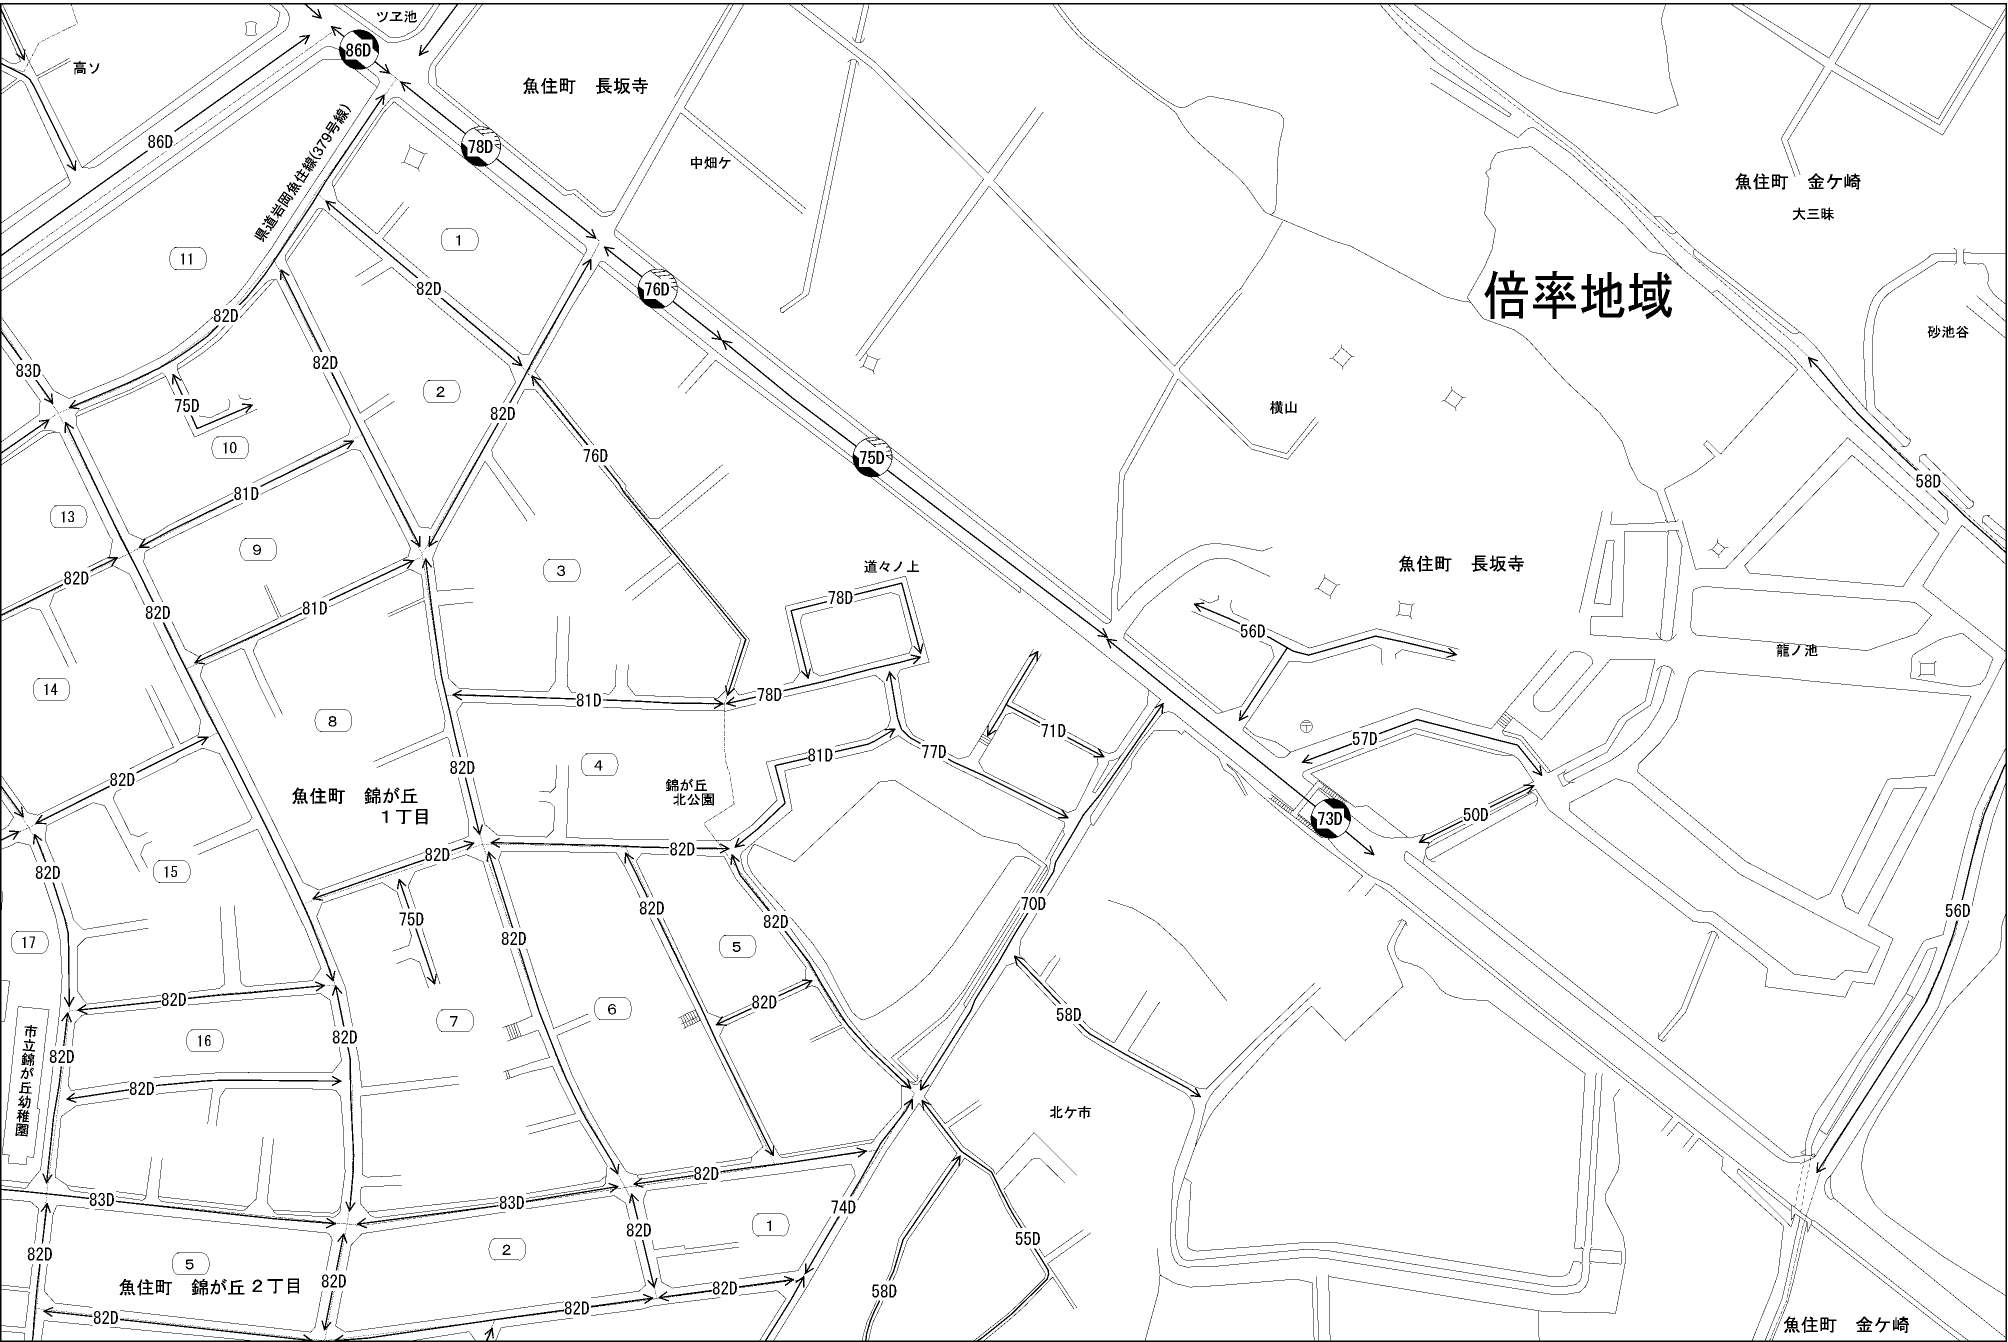 ツヱ池
86D
高ソ
魚住町　長坂寺
県道岩岡魚住線(379号線)
86D
78D
中畑ケ
魚住町　金ケ崎
大三昧
1
11
82D
76D
倍率地域
82D
砂池谷
83D
82D
2
75D
82D
横山
10
76D
75D
81D
58D
13
9
3
道々ノ上
魚住町　長坂寺
82D
82D
81D
78D
56D
龍ノ池
14
81D
78D
8
71D
57D
82D
82D
4
81D
77D
錦が丘
北公園
魚住町　錦が丘
１丁目
73D
50D
82D
82D
82D
15
75D
82D
82D
70D
56D
17
82D
5
82D
82D
6
58D
7
市立錦が丘幼稚園
82D
16
82D
82D
北ケ市
83D
83D
82D
74D
82D
1
55D
82D
5
2
82D
魚住町　錦が丘２丁目
82D
82D
58D
82D
82D
魚住町　金ケ崎